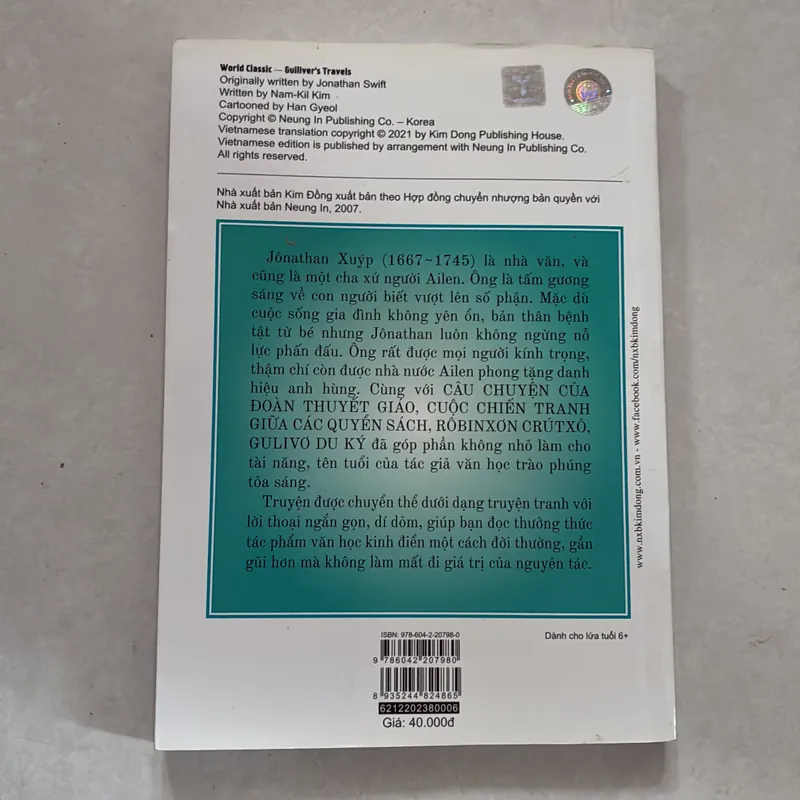 World Classic — Gulliver's Travels
Originally written by Jonathan Swift
Written by Nam-Kil Kim
Cartooned by Han Gyeol
Copyright © Neung In Publishing Co. – Korea
Vietnamese translation copyright © 2021 by Kim Dong Publishing House.
Vietnamese edition is published by arrangement with Neung In Publishing Co.
All rights reserved.
Nhà xuất bản Kim Đồng xuất bản theo Hợp đồng chuyển nhượng bản quyền với
Nhà xuất bản Neung In, 2007.
Jônathan Xuýp (1667~1745) là nhà văn, và
cũng là một cha xứ người Ailen. Ông là tấm gương
sáng về con người biết vượt lên số phận. Mặc dù
cuộc sống gia đình không yên ổn, bản thân bệnh
tật từ bé nhưng Jônathan luôn không ngừng nỗ
lực phấn đấu. Ông rất được mọi người kính trọng,
thậm chí còn được nhà nước Ailen phong tặng danh
hiệu anh hùng. Cùng với CÂU CHUYỆN CỦA
ĐOÀN THUYẾT GIÁO, CUỘC CHIẾN TRANH
GIỮA CÁC QUYỂN SÁCH, RÔBINXƠN CRÚTXÔ,
GULIVƠ DU KÝ đã góp phần không nhỏ làm cho
tài năng, tên tuổi của tác giả văn học trào phúng
tỏa sáng.
Truyện được chuyển thể dưới dạng truyện tranh với
lời thoại ngắn gọn, dí dỏm, giúp bạn đọc thưởng thức
tác phẩm văn học kinh điển một cách đời thường, gần
gũi hơn mà không làm mất đi giá trị của nguyên tác.
www.nxbkimdong.com.vn - www.facebook.com/nxbkimdong
ISBN: 978-604-2-20798-0
9 786042 207980
8 935244 824865
6212202380006
Giá: 40.000đ
Dành cho lứa tuổi 6+